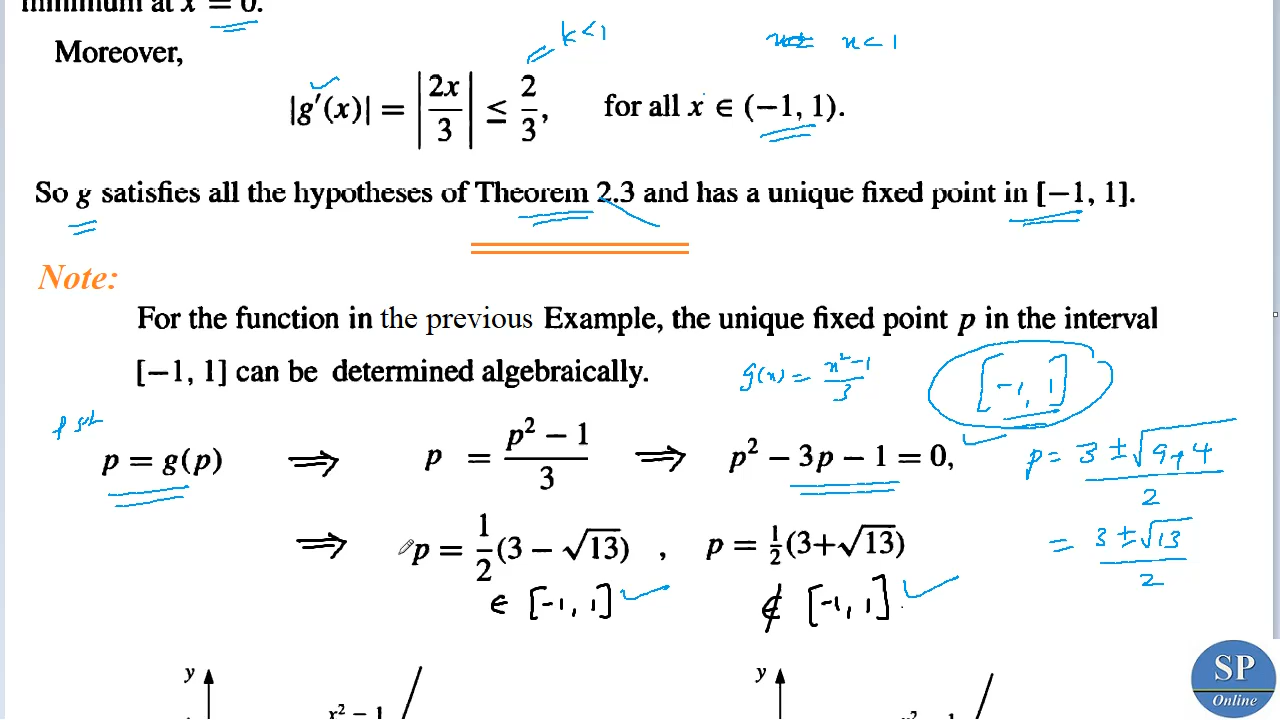 minimum at x = 0.
k<1
n<1
Moreover,
|g′(x)| = |2x/3| ≤ 2/3, for all x ∈ (−1, 1).
So g satisfies all the hypotheses of Theorem 2.3 and has a unique fixed point in [−1, 1].
Note:
For the function in the previous Example, the unique fixed point p in the interval
[−1, 1] can be determined algebraically.
g(x) = x²−1/3
[-1, 1]
p = g(p) ⟹ p = p² − 1/3 ⟹ p² − 3p − 1 = 0,
p = 3 ± √9+4/2
⟹ p = 1/2(3 − √13) , p = 1/2(3+√13)
= 3 ± √13/2
∈ [-1, 1]
∉ [-1, 1]
y
y
x² − 1
SP
Online